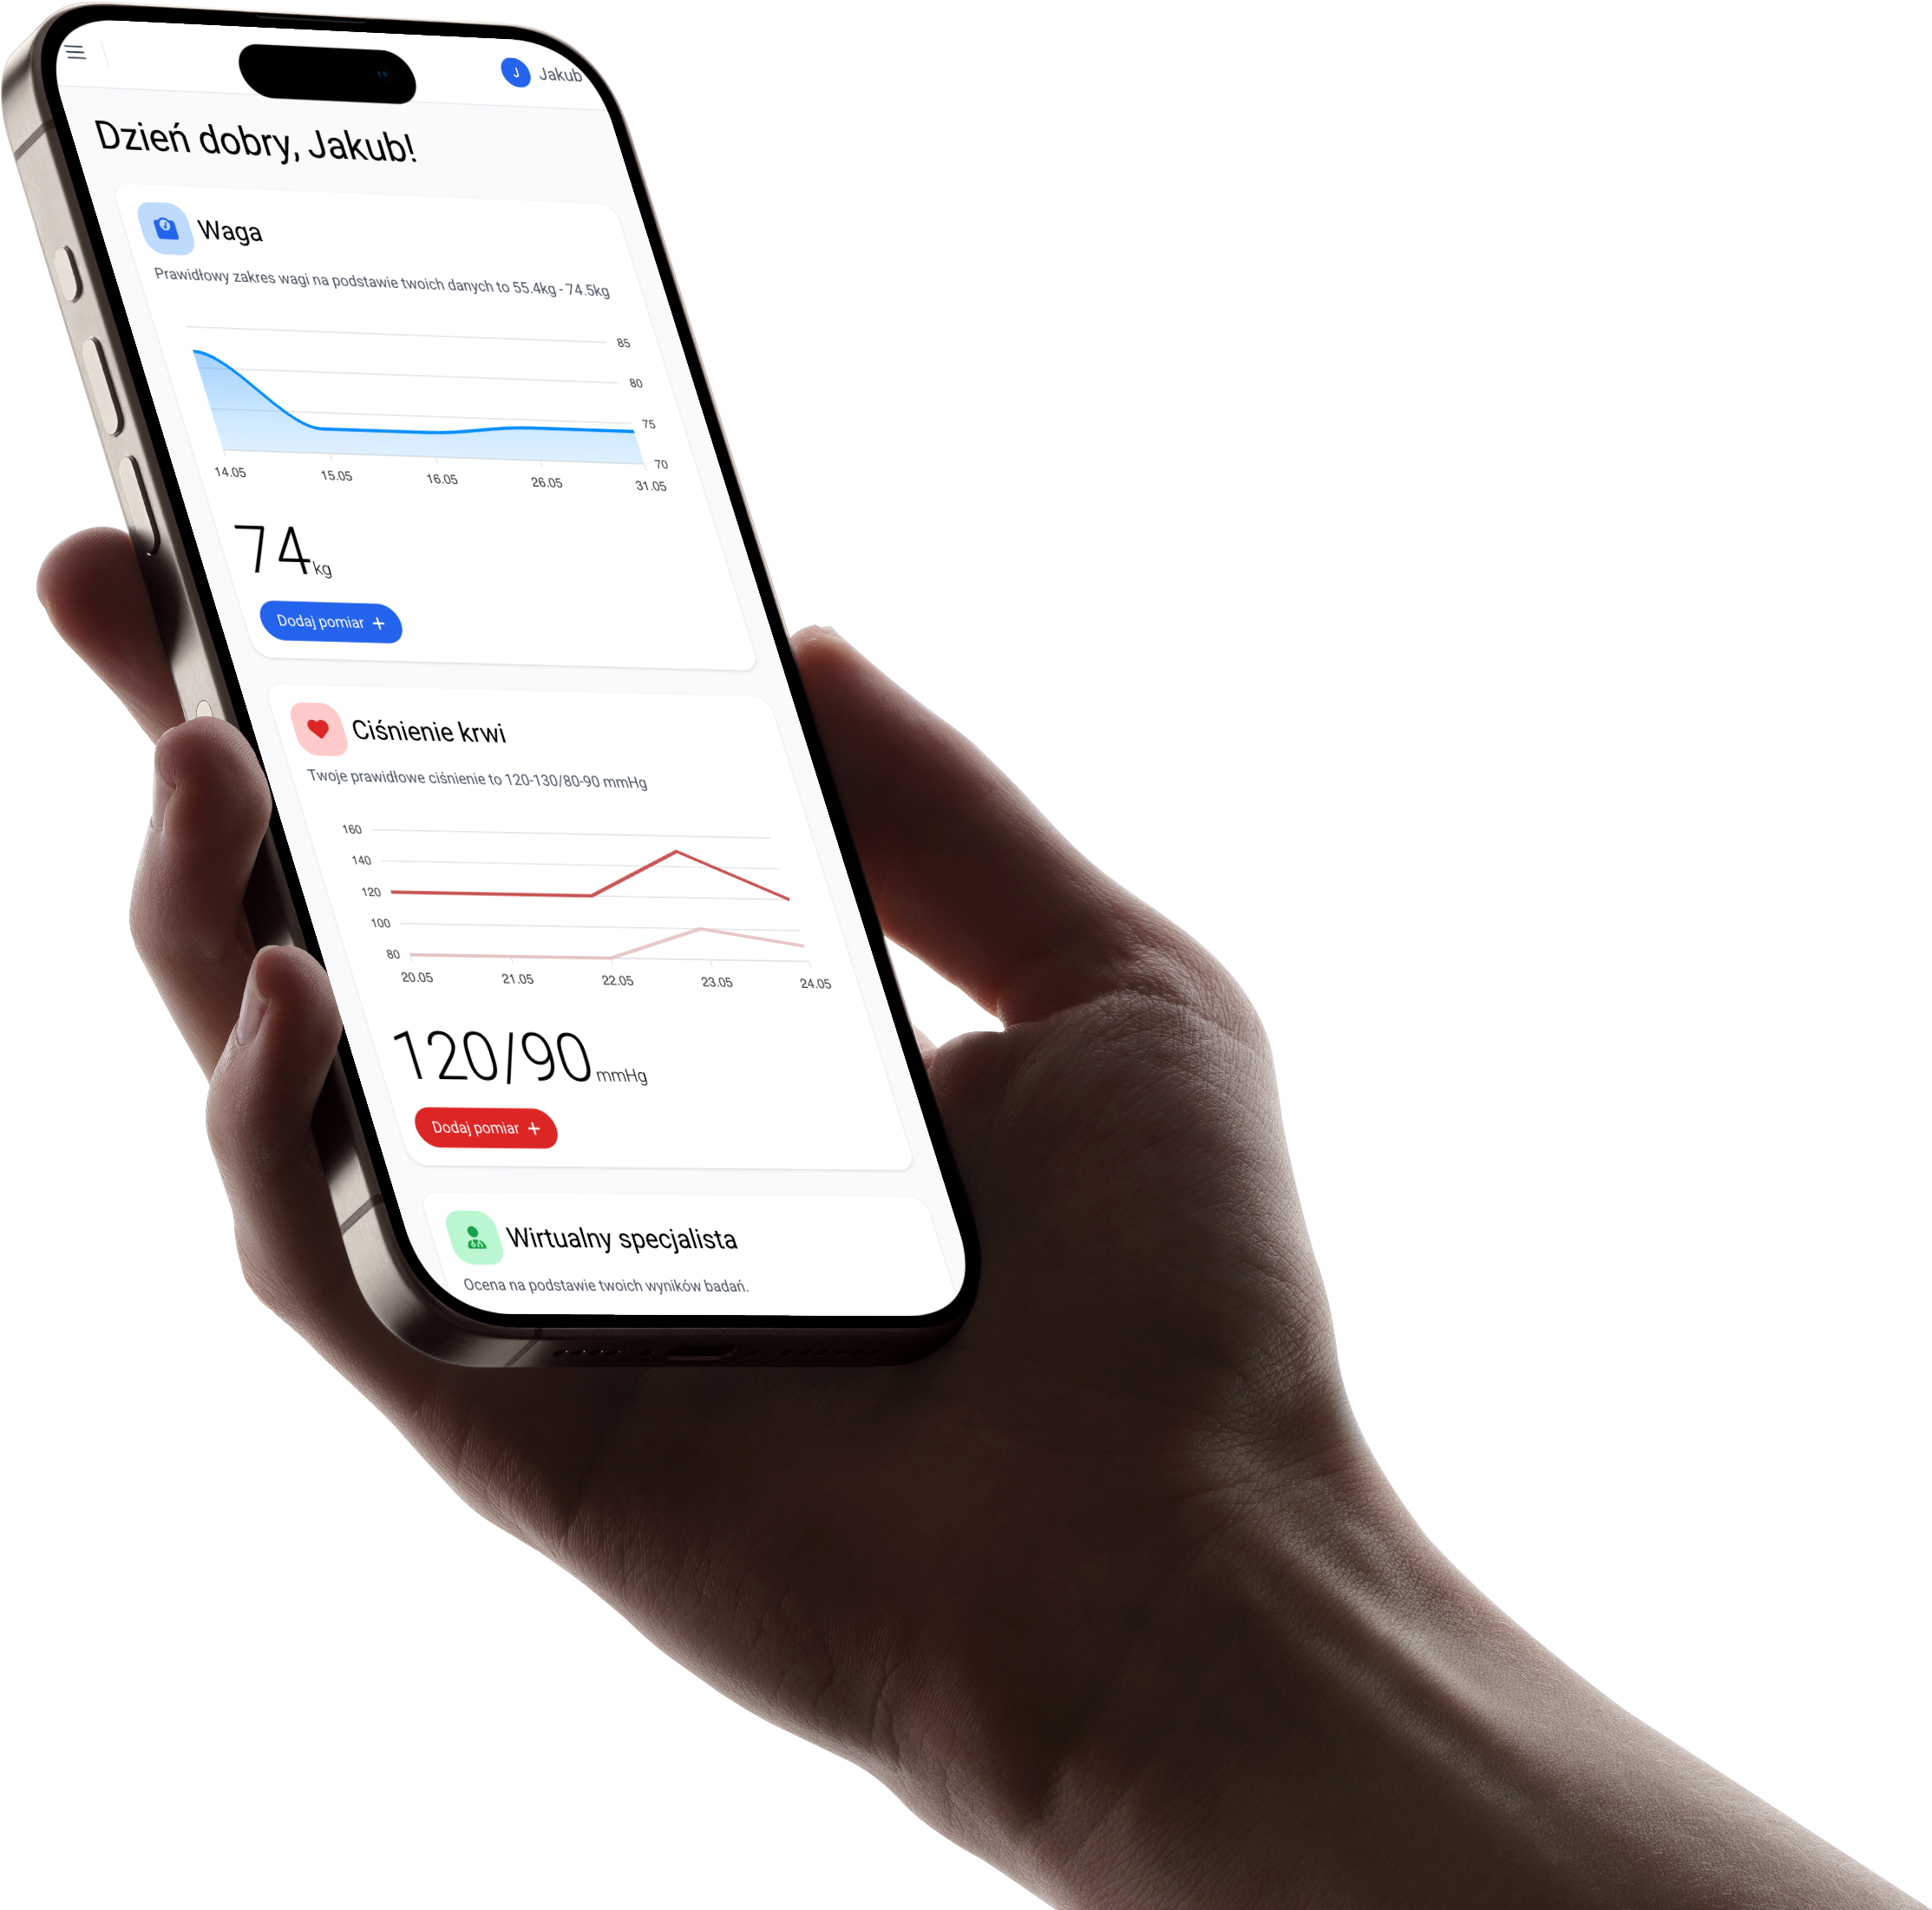 J Jakub
Dzień dobry, Jakub!
Waga
Prawidłowy zakres wagi na podstawie twoich danych to 55.4kg - 74.5kg
85
80
75
70
14.05 15.05 16.05 26.05 31.05
74kg
Dodaj pomiar +
Ciśnienie krwi
Twoje prawidłowe ciśnienie to 120-130/80-90 mmHg
160
140
120
100
80
20.05 21.05 22.05 23.05 24.05
120/90 mmHg
Dodaj pomiar +
Wirtualny specjalista
Ocena na podstawie twoich wyników badań.